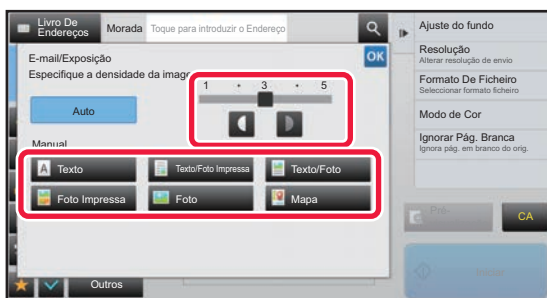 Livro De
Endereços
Morada
Toque para introduzir o Endereço
E-mail/Exposição
Especifique a densidade da image
OK
1 3 5
Auto
Manual
A Texto
Texto/Foto Impressa
Texto/Foto
Foto Impressa
Foto
Mapa
Outros
Ajuste do fundo
Resolução
Alterar resolução de envio
Formato De Ficheiro
Seleccionar formato ficheiro
Modo de Cor
Ignorar Pág. Branca
Ignora pág. em branco do orig.
CA